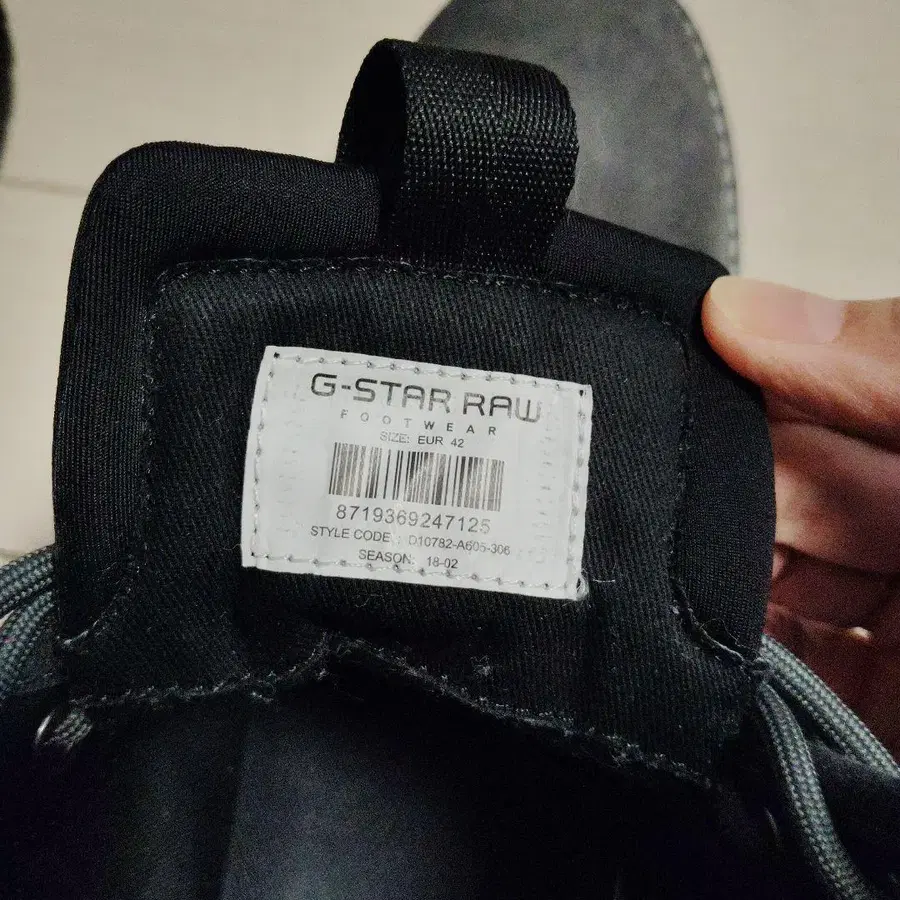 G-STAR RAW
FOOTWEAR
SIZE: EUR 42
8719369247125
STYLE CODE : D10782-A605-306
SEASON: 18-02